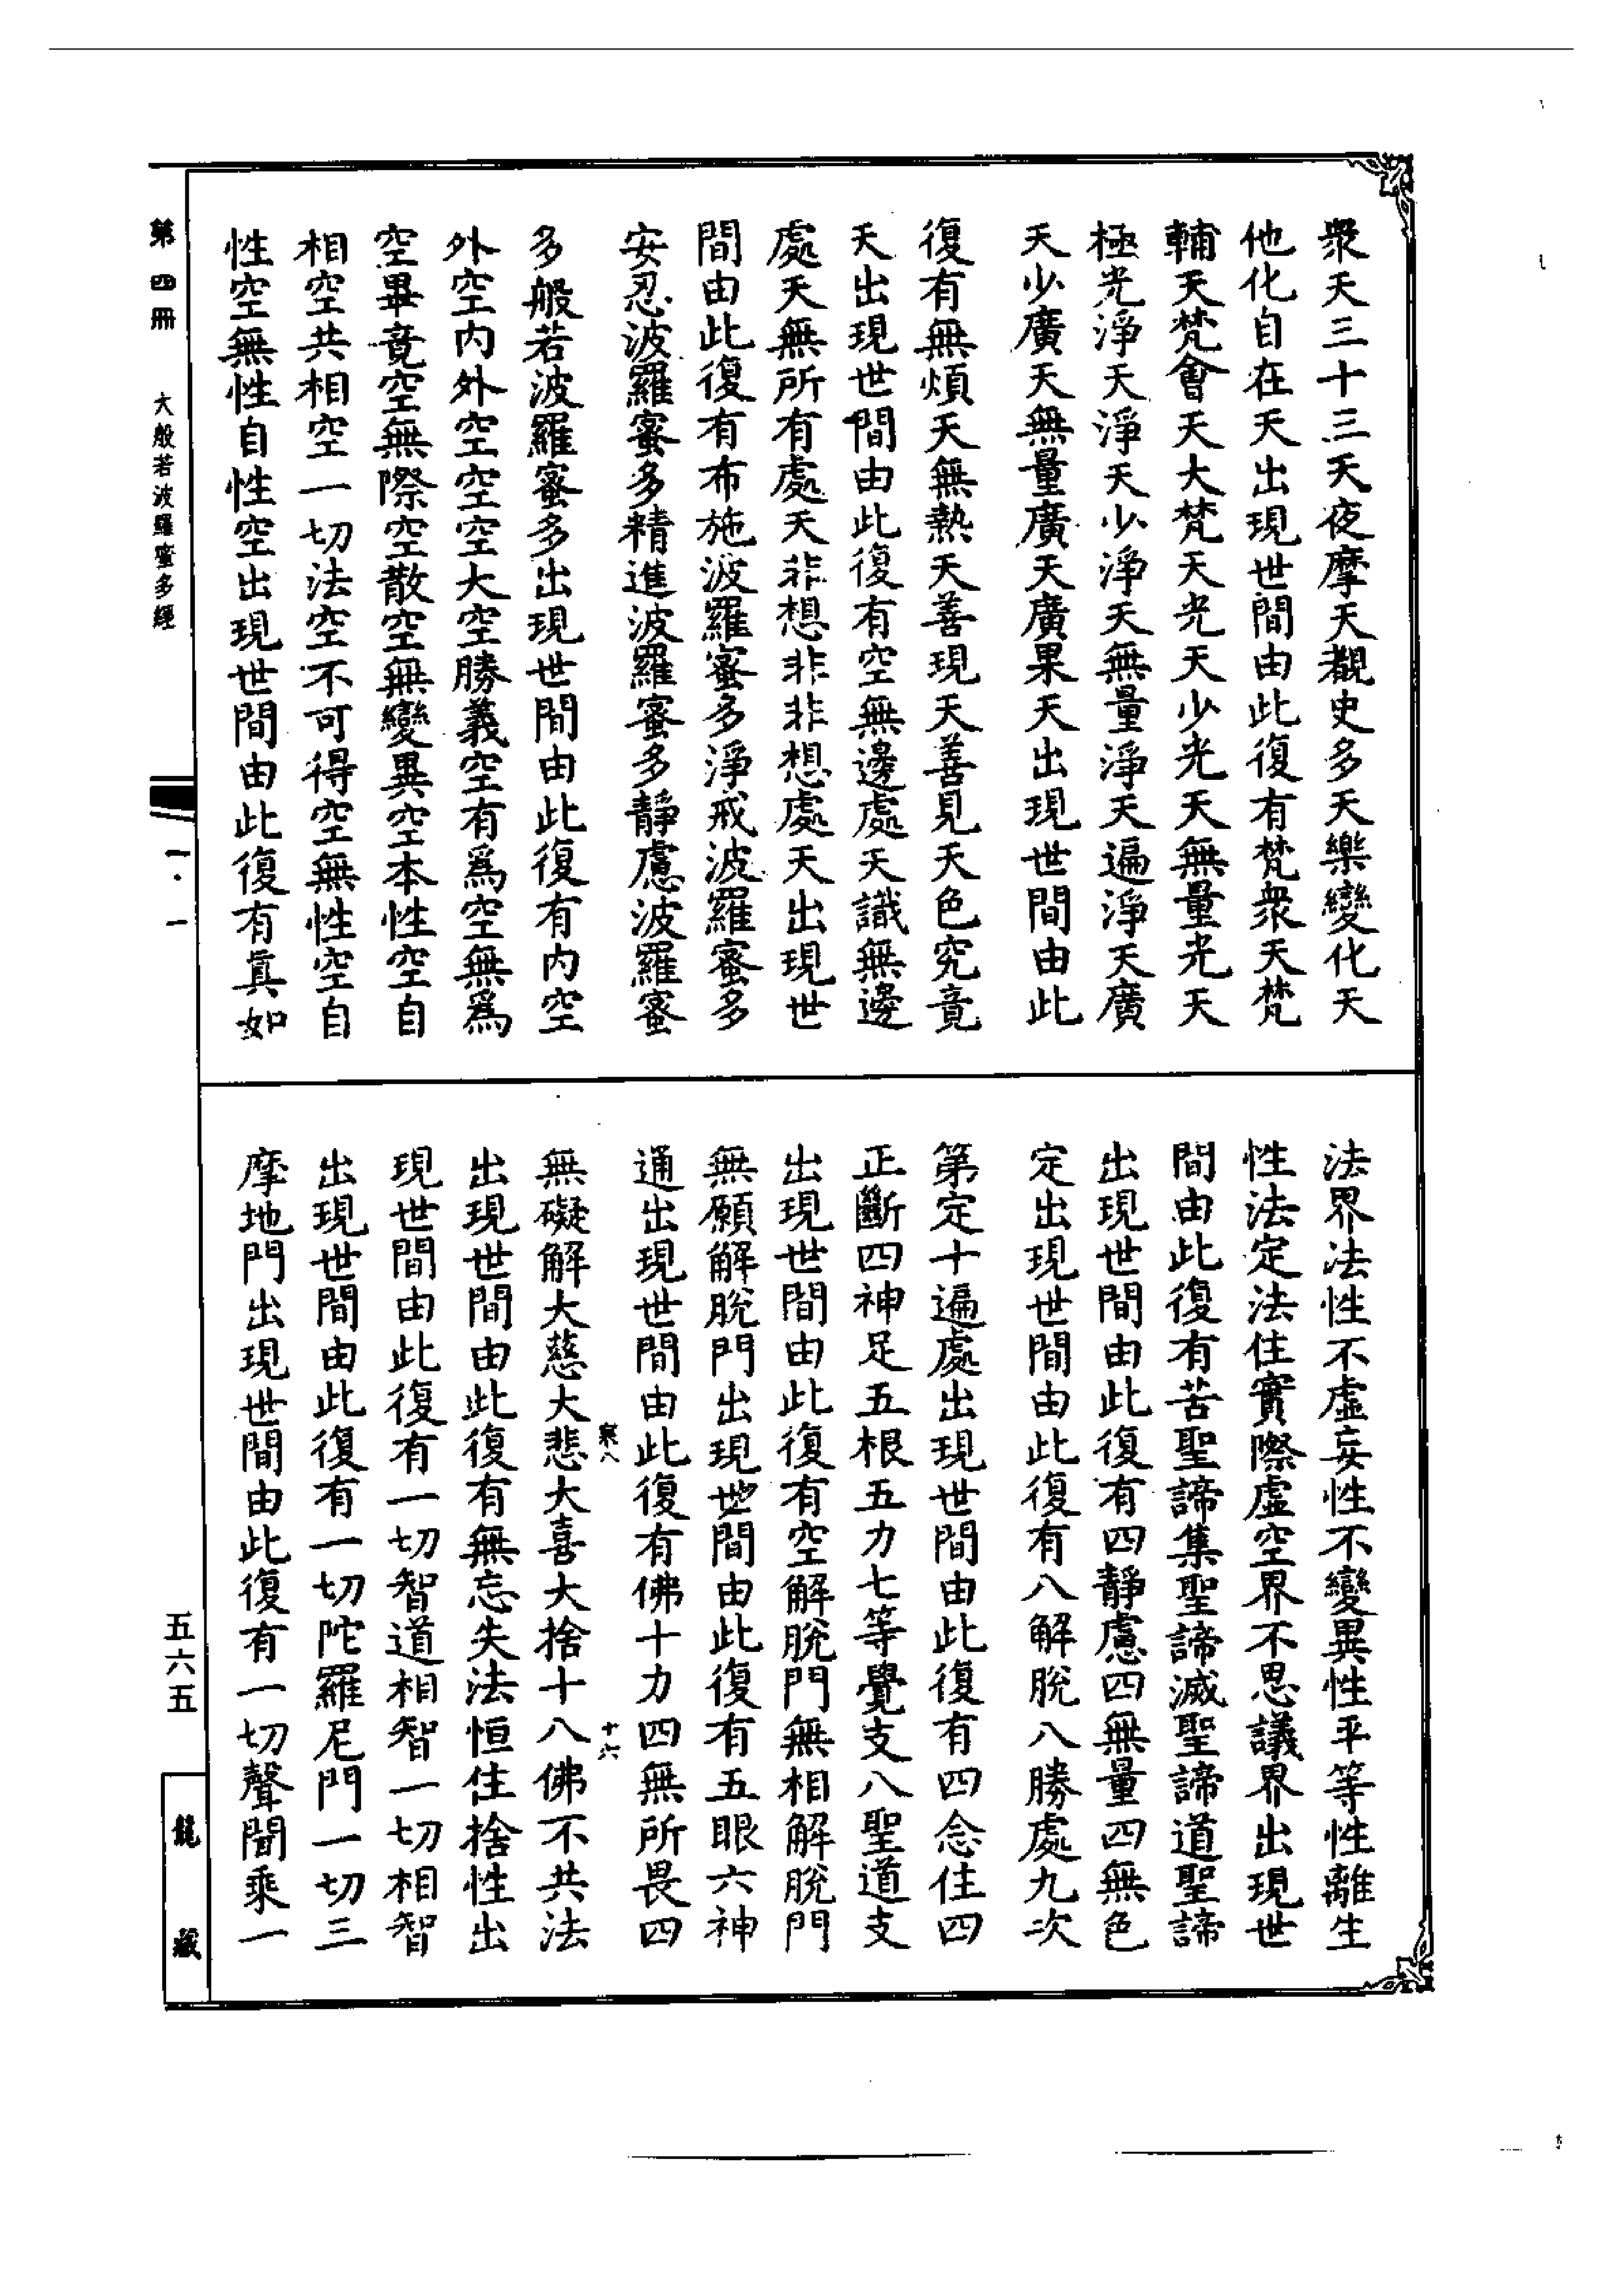 衆天三十三天夜摩天覩史多天樂變化天
他化自在天出現世間由此復有梵衆天梵
輔天梵會天大梵天光天少光天無量光天
極光淨天淨天少淨天無量淨天遍淨天廣
天少廣天無量廣天廣果天出現世間由此
復有無煩天無熱天善現天善見天色究竟
天出現世間由此復有空無邊處天識無邊
處天無所有處天非想非非想處天出現世
間由此復有布施波羅蜜多淨戒波羅蜜多
安忍波羅蜜多精進波羅蜜多靜慮波羅蜜
多般若波羅蜜多出現世間由此復有內空
外空內外空空空大空勝義空有爲空無爲
空畢竟空無際空散空無變異空本性空自
相空共相空一切法空不可得空無性空自
性空無性自性空出現世間由此復有真如
法界法性不虛妄性不變異性平等性離生
性法定法住實際虛空界不思議界出現世
間由此復有苦聖諦集聖諦滅聖諦道聖諦
出現世間由此復有四靜慮四無量四無色
定出現世間由此復有八解脫八勝處九次
第定十遍處出現世間由此復有四念住四
正斷四神足五根五力七等覺支八聖道支
出現世間由此復有空解脫門無相解脫門
無願解脫門出現世間由此復有五眼六神
通出現世間由此復有佛十力四無所畏四
十六
無礙解大慈大悲大喜大捨十八佛不共法
出現世間由此復有無忘失法恒住捨性出
現世間由此復有一切智道相智一切相智
出現世間由此復有一切陀羅尼門一切三
摩地門出現世間由此復有一切聲聞乘一
第四冊
大般若波羅蜜多經
一·一
五六五
龍藏